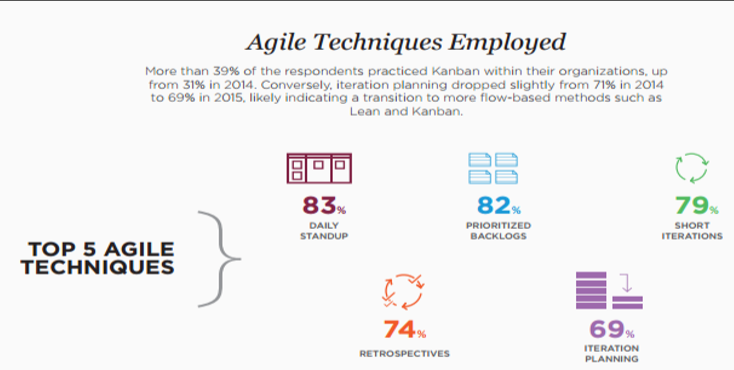 Agile Techniques Employed
More than 39% of the respondents practiced Kanban within their organizations, up
from 31% in 2014. Conversely, iteration planning dropped slightly from 71% in 2014
to 69% in 2015, likely indicating a transition to more flow-based methods such as
Lean and Kanban.
83%
DAILY
STANDUP
82%
PRIORITIZED
BACKLOGS
79%
SHORT
ITERATIONS
TOP 5 AGILE
TECHNIQUES
74%
RETROSPECTIVES
69%
ITERATION
PLANNING